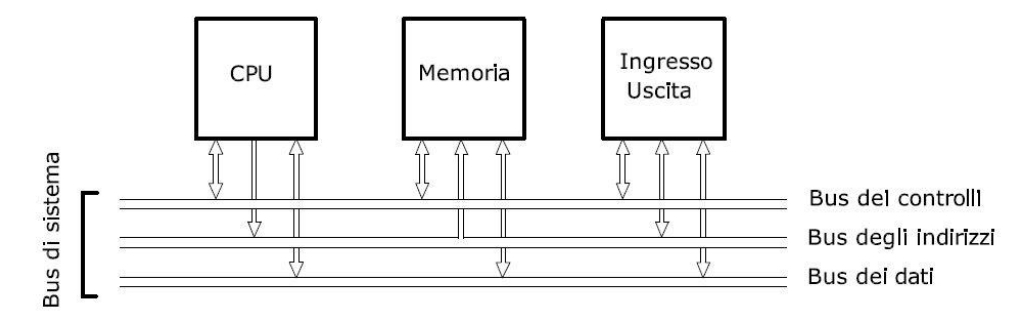 CPU
Memoria
Ingresso
Uscita
Bus di sistema
Bus dei controlli
Bus degli indirizzi
Bus dei dati